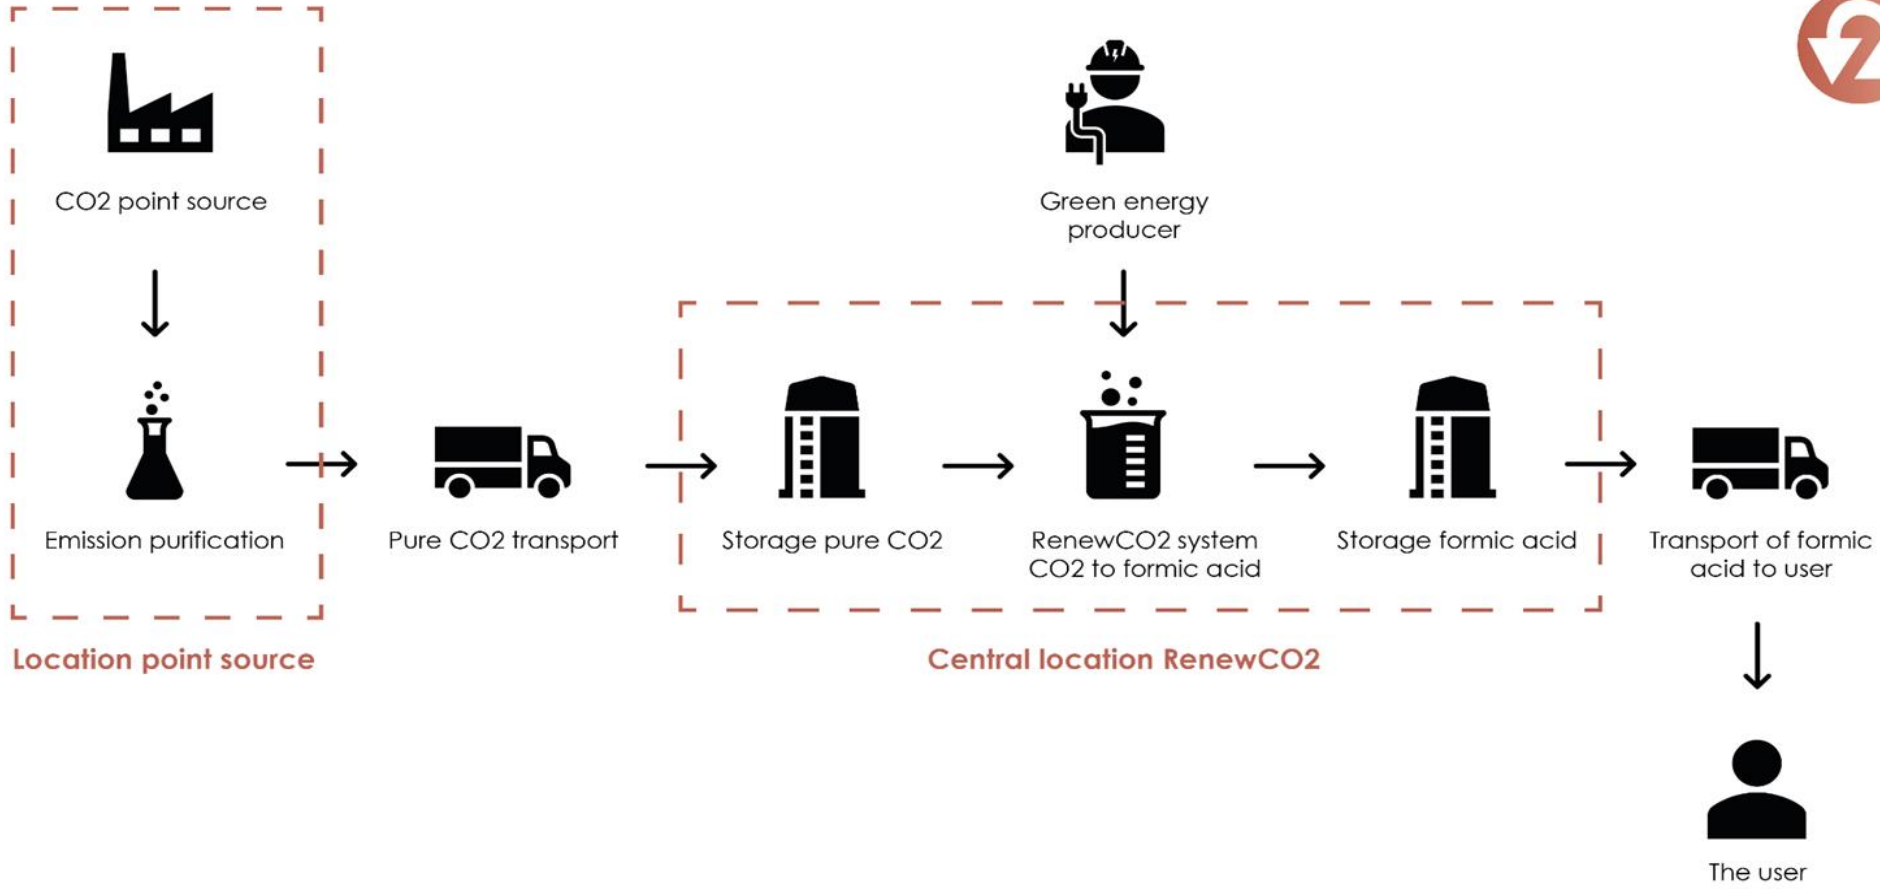 CO2 point source
Green energy
producer
Emission purification
Pure CO2 transport
Storage pure CO2
RenewCO2 system
CO2 to formic acid
Storage formic acid
Transport of formic
acid to user
Location point source
Central location RenewCO2
The user
2